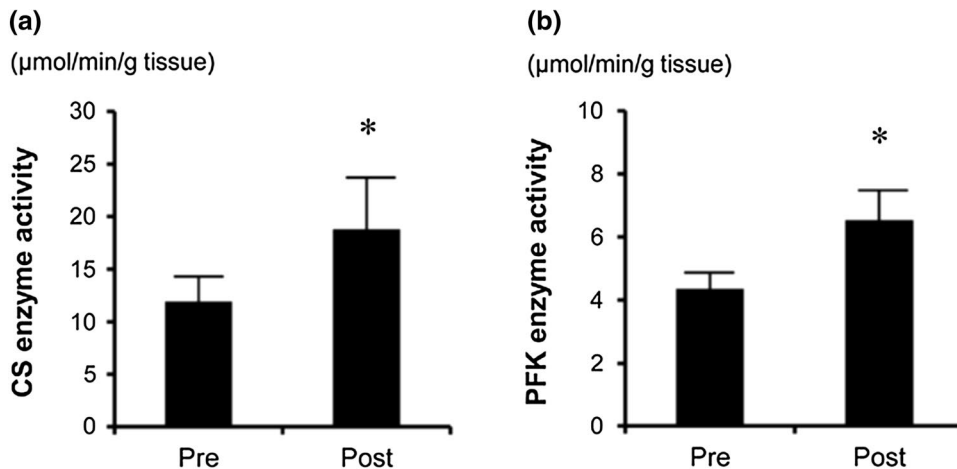 (a)
(µmol/min/g tissue)
CS enzyme activity
30
25
20
15
10
5
0
*
Pre
Post
(b)
(µmol/min/g tissue)
PFK enzyme activity
10
8
6
4
2
0
*
Pre
Post